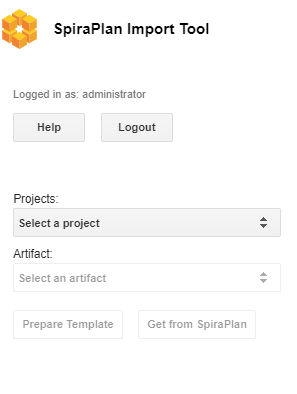 SpiraPlan Import Tool
Logged in as: administrator
Help Logout
Projects:
Select a project
Artifact:
Select an artifact
Prepare Template Get from SpiraPlan